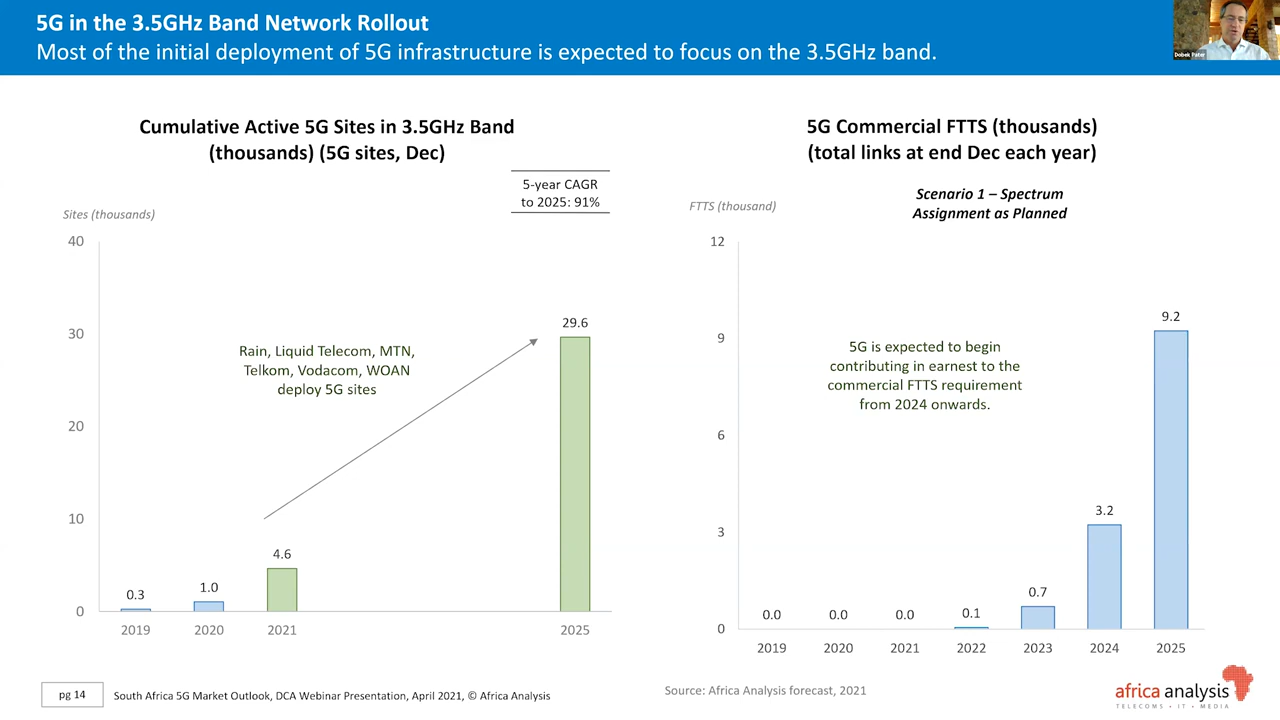 5G in the 3.5GHz Band Network Rollout
Most of the initial deployment of 5G infrastructure is expected to focus on the 3.5GHz band.
Dobek Pater
Cumulative Active 5G Sites in 3.5GHz Band
(thousands) (5G sites, Dec)
5-year CAGR
to 2025: 91%
Sites (thousands)
40
30
20
10
0
Rain, Liquid Telecom, MTN,
Telkom, Vodacom, WOAN
deploy 5G sites
0.3
1.0
4.6
29.6
2019
2020
2021
2025
5G Commercial FTTS (thousands)
(total links at end Dec each year)
Scenario 1 – Spectrum
Assignment as Planned
FTTS (thousand)
12
9
6
3
0
5G is expected to begin
contributing in earnest to the
commercial FTTS requirement
from 2024 onwards.
0.0
0.0
0.0
0.1
0.7
3.2
9.2
2019
2020
2021
2022
2023
2024
2025
pg 14
South Africa 5G Market Outlook, DCA Webinar Presentation, April 2021, © Africa Analysis
Source: Africa Analysis forecast, 2021
africa analysis
TELECOMS • IT • MEDIA